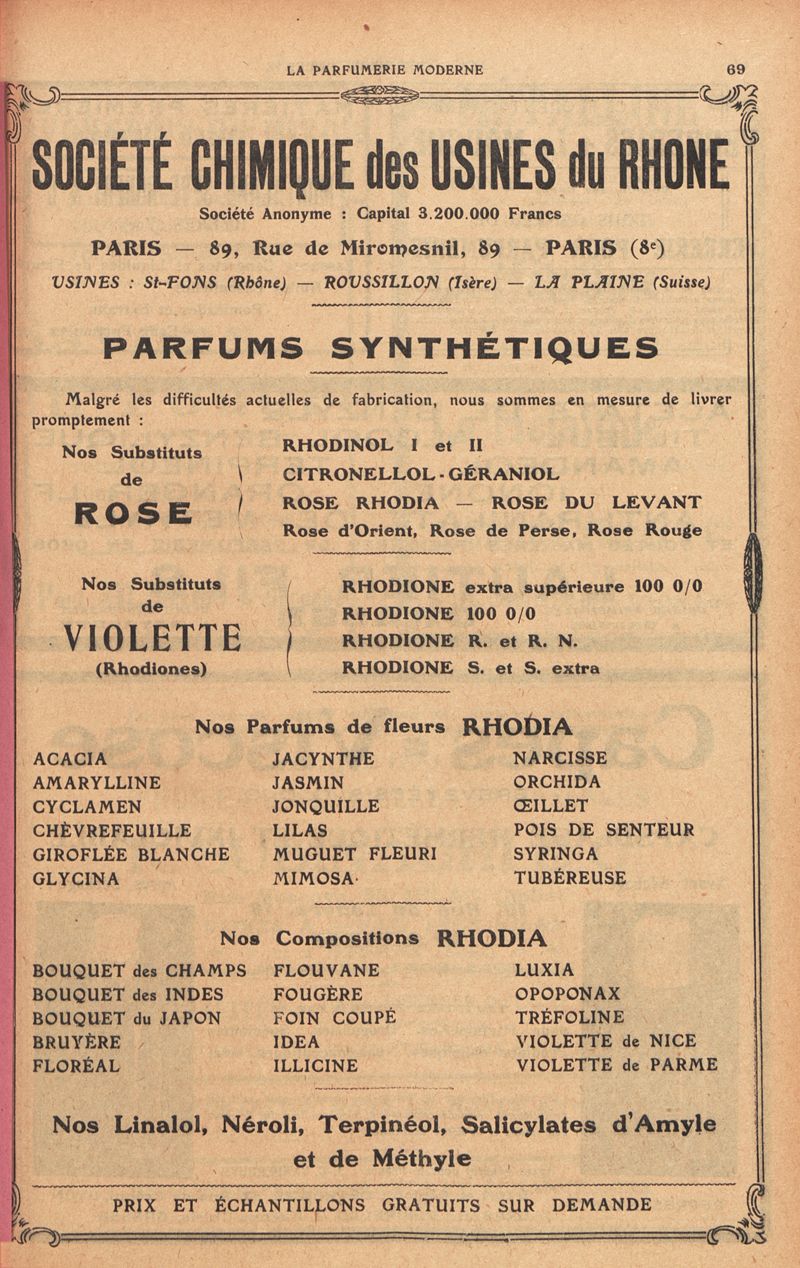 LA PARFUMERIE MODERNE 69
SOCIÉTÉ CHIMIQUE des USINES du RHONE
Société Anonyme : Capital 3.200.000 Francs
PARIS — 89, Rue de Miromesnil, 89 — PARIS (8e)
USINES : St-FONS (Rhône) — ROUSSILLON (Isère) — LA PLAINE (Suisse)
PARFUMS SYNTHÉTIQUES
Malgré les difficultés actuelles de fabrication, nous sommes en mesure de livrer
promptement :
Nos Substituts
de
ROSE
RHODINOL I et II
CITRONELLOL - GÉRANIOL
ROSE RHODIA — ROSE DU LEVANT
Rose d'Orient, Rose de Perse, Rose Rouge
Nos Substituts
de
VIOLETTE
(Rhodiones)
RHODIONE extra supérieure 100 0/0
RHODIONE 100 0/0
RHODIONE R. et R. N.
RHODIONE S. et S. extra
Nos Parfums de fleurs RHODIA
ACACIA
AMARYLLINE
CYCLAMEN
CHÈVREFEUILLE
GIROFLÉE BLANCHE
GLYCINA
JACYNTHE
JASMIN
JONQUILLE
LILAS
MUGUET FLEURI
MIMOSA
NARCISSE
ORCHIDA
ŒILLET
POIS DE SENTEUR
SYRINGA
TUBÉREUSE
Nos Compositions RHODIA
BOUQUET des CHAMPS
BOUQUET des INDES
BOUQUET du JAPON
BRUYÈRE
FLORÉAL
FLOUVANE
FOUGÈRE
FOIN COUPÉ
IDEA
ILLICINE
LUXIA
OPOPONAX
TRÉFOLINE
VIOLETTE de NICE
VIOLETTE de PARME
Nos Linalol, Néroli, Terpinéol, Salicylates d'Amyle
et de Méthyle
PRIX ET ÉCHANTILLONS GRATUITS SUR DEMANDE